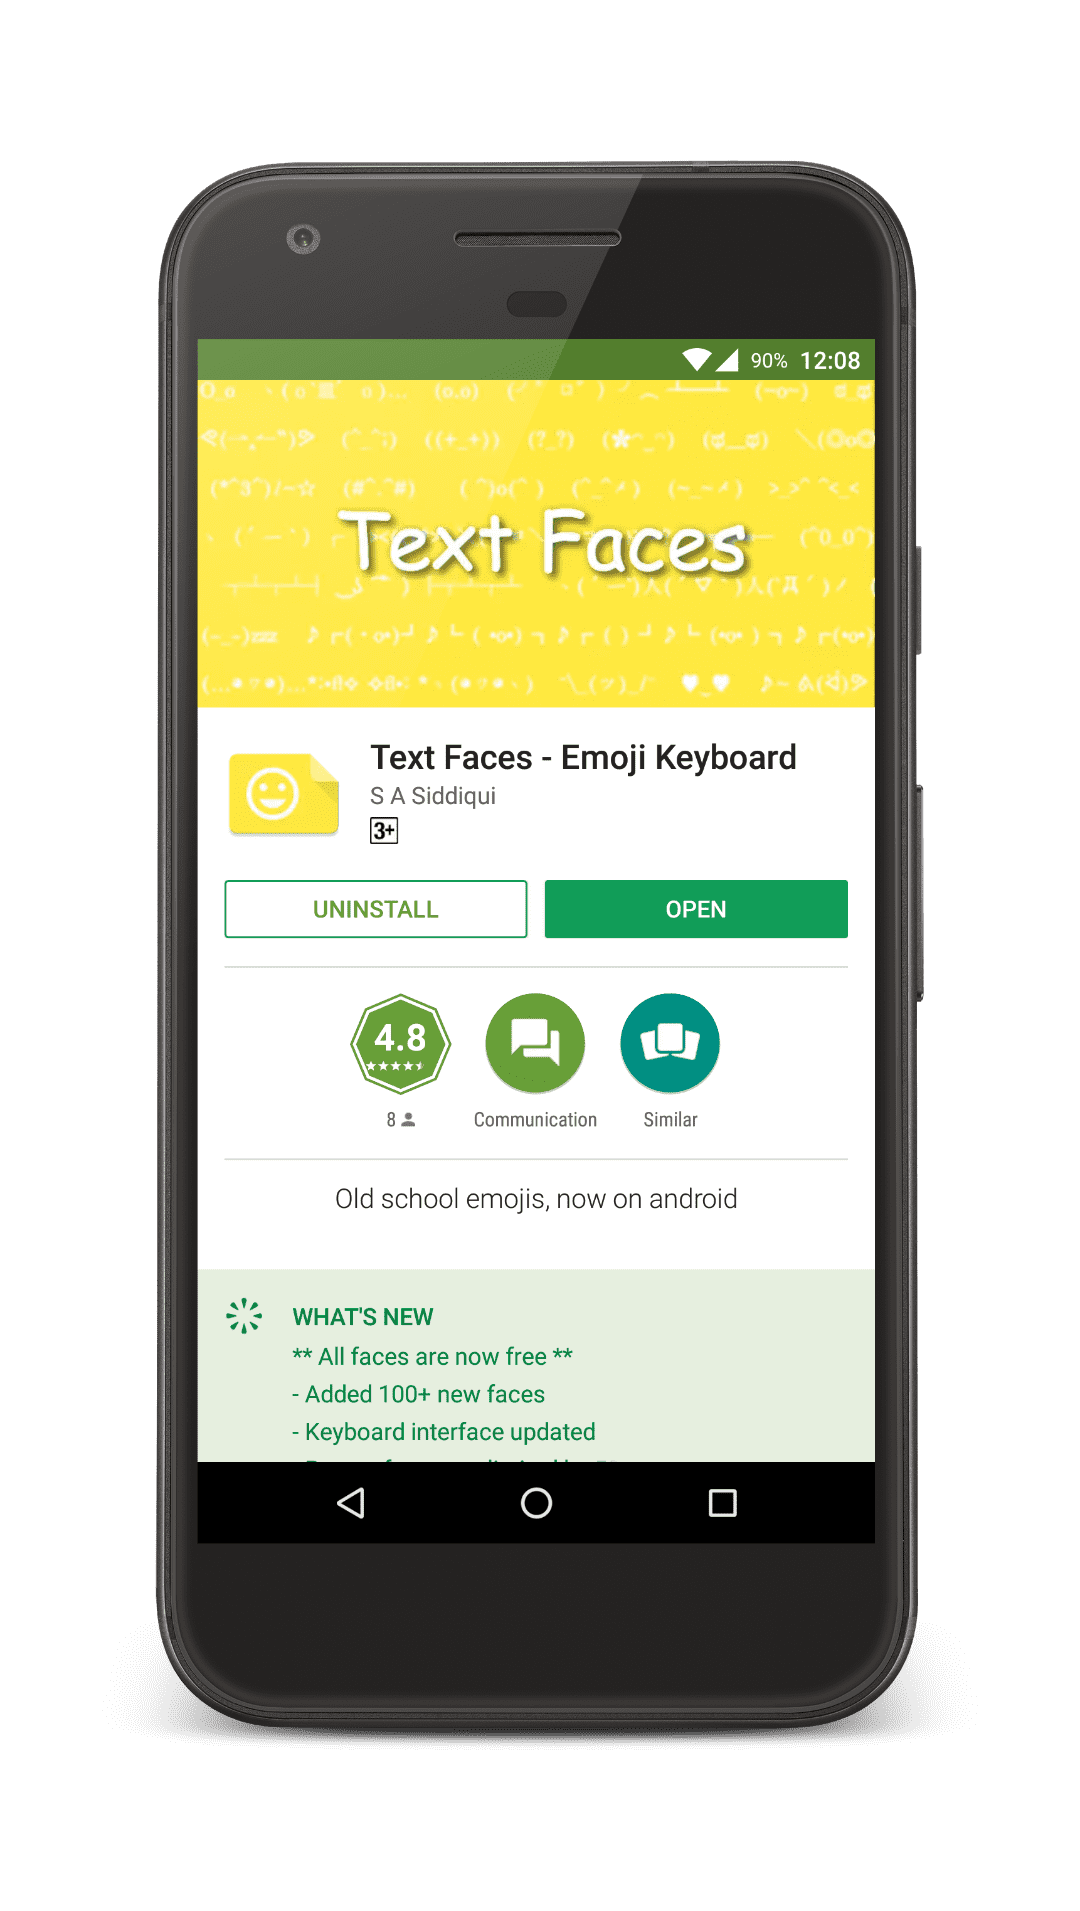 90% 12:08
Text Faces
Text Faces - Emoji Keyboard
S A Siddiqui
3+
UNINSTALL
OPEN
4.8
8
Communication
Similar
Old school emojis, now on android
WHAT'S NEW
** All faces are now free **
- Added 100+ new faces
- Keyboard interface updated